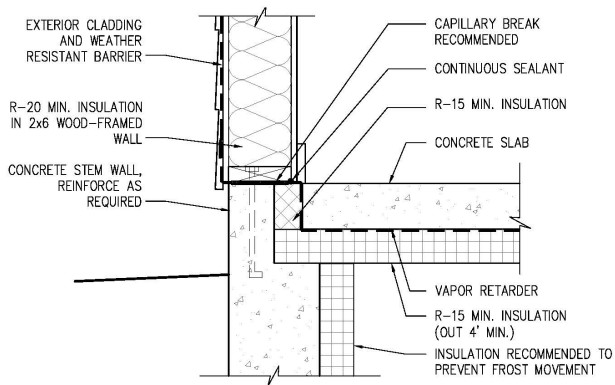 EXTERIOR CLADDING
AND WEATHER
RESISTANT BARRIER
R-20 MIN. INSULATION
IN 2x6 WOOD-FRAMED
WALL
CONCRETE STEM WALL,
REINFORCE AS
REQUIRED
CAPILLARY BREAK
RECOMMENDED
CONTINUOUS SEALANT
R-15 MIN. INSULATION
CONCRETE SLAB
VAPOR RETARDER
R-15 MIN. INSULATION
(OUT 4' MIN.)
INSULATION RECOMMENDED TO
PREVENT FROST MOVEMENT